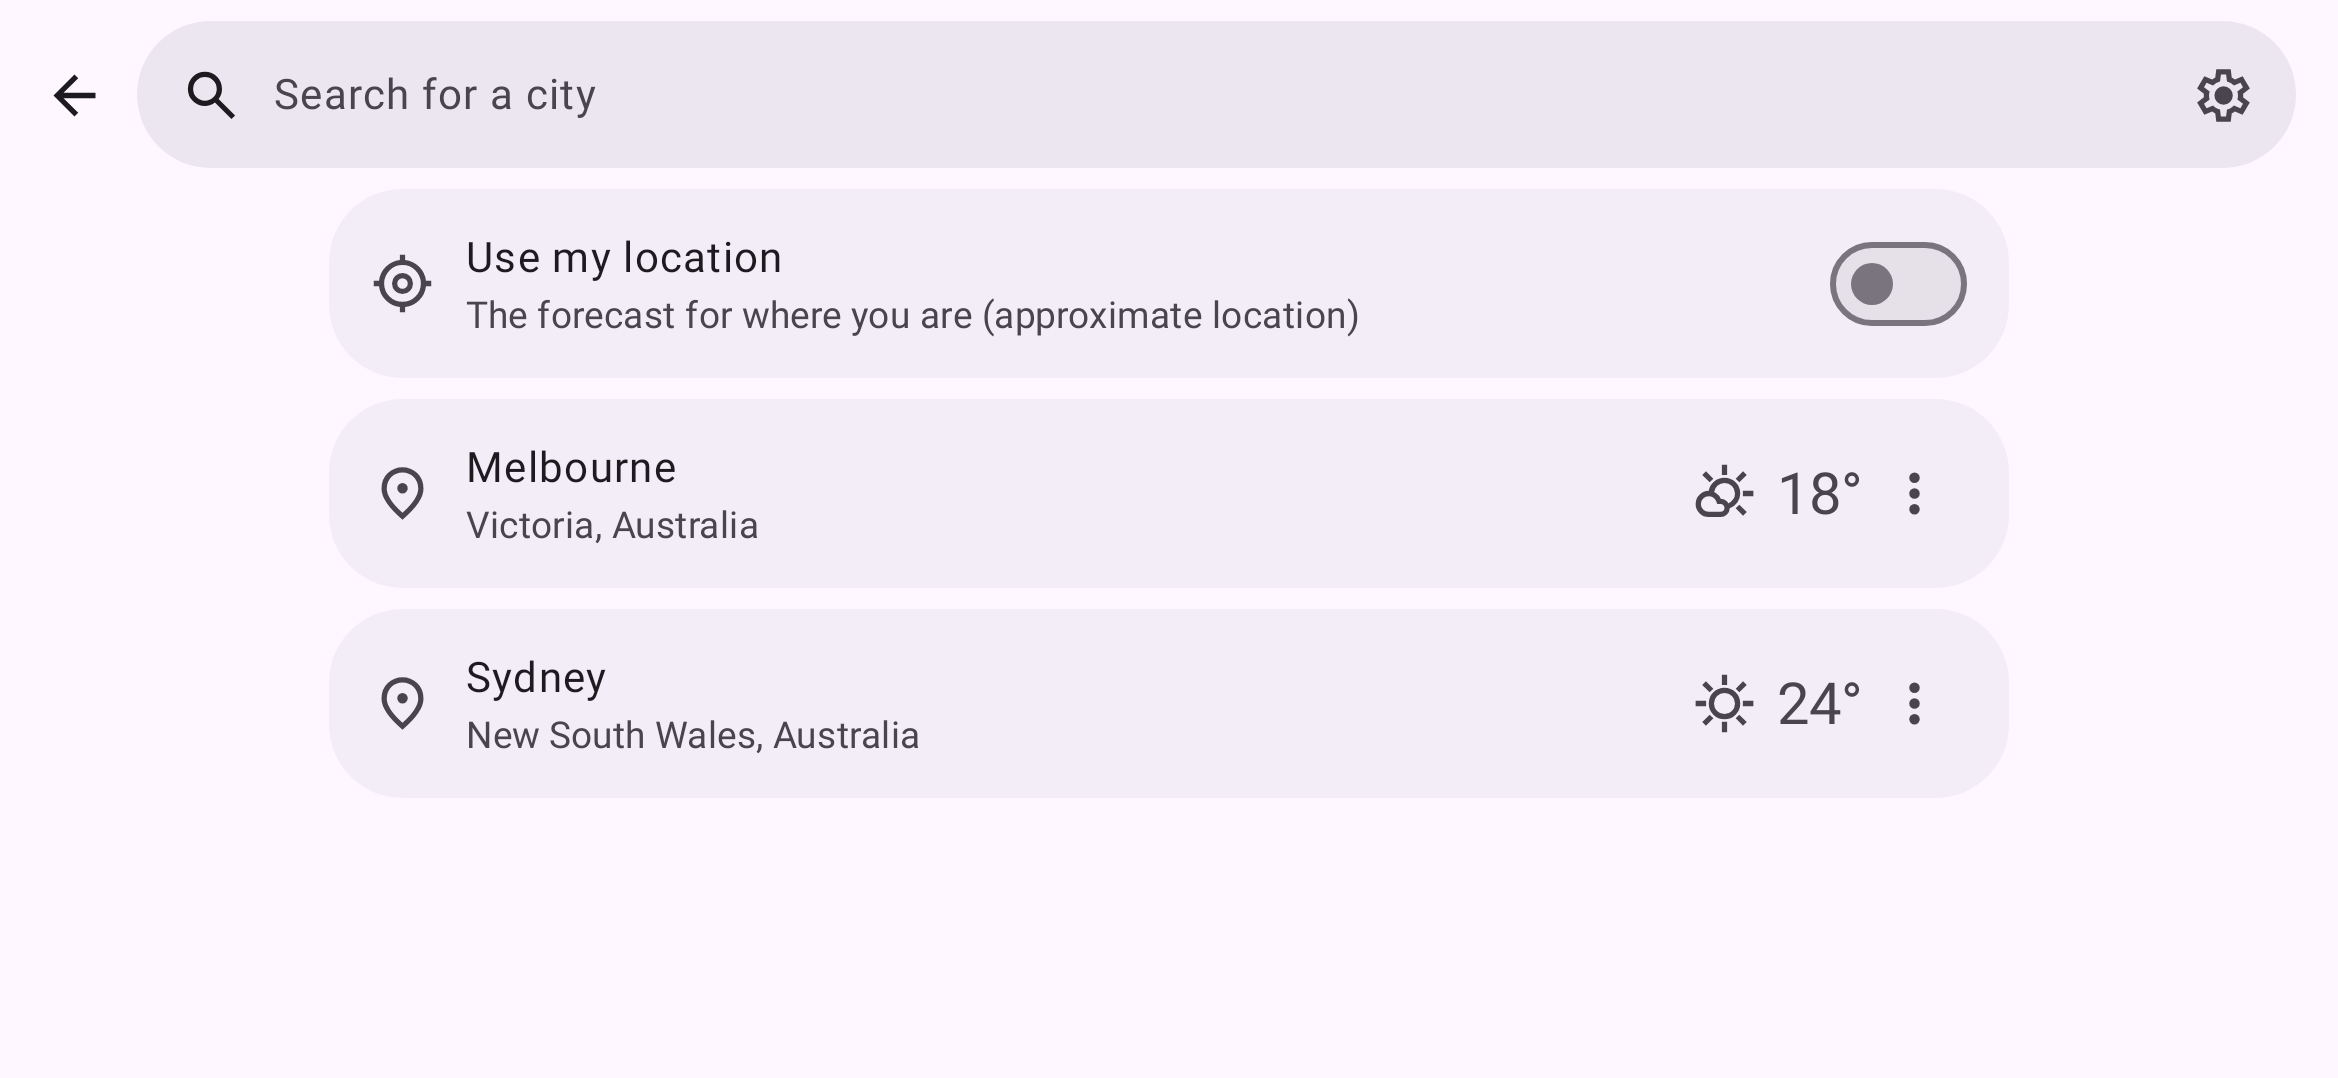 Search for a city
Use my location
The forecast for where you are (approximate location)
Melbourne
Victoria, Australia
18°
Sydney
New South Wales, Australia
24°